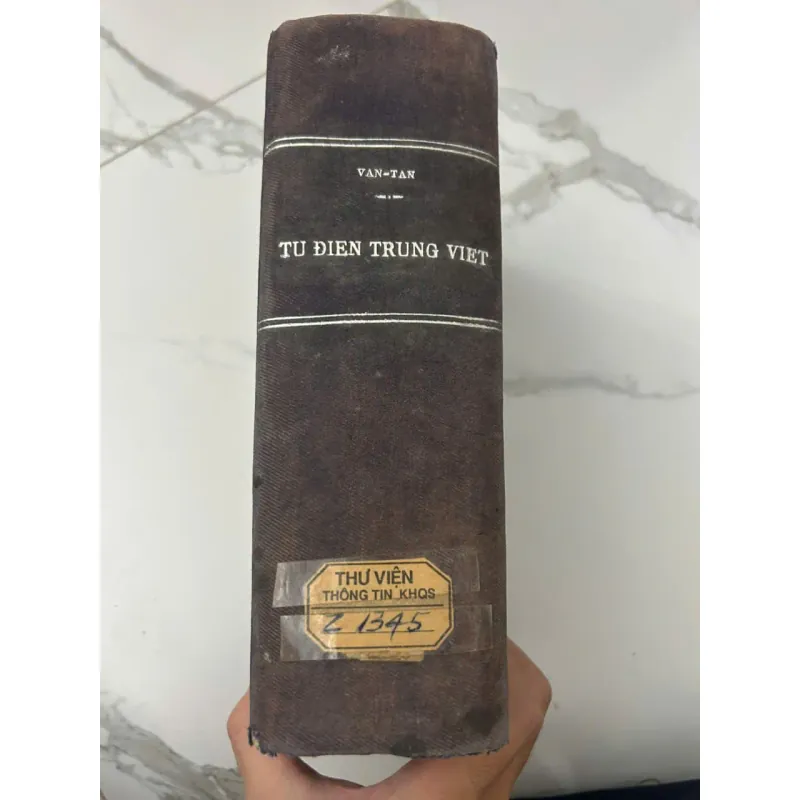 VAN-TAN
TU ĐIEN TRUNG VIET
THƯ VIỆN
THÔNG TIN KHQS
Z 1345